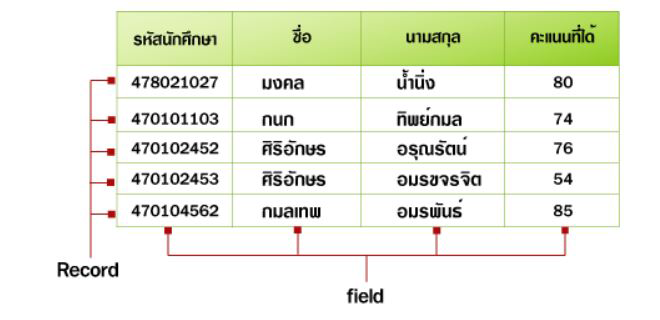 รหัสนักศึกษา ชื่อ นามสกุล คะแนนที่ได้
478021027 มงคล น้ำนิ่ง 80
470101103 กนก ทิพย์กมล 74
470102452 ศิริอักษร อรุณรัตน์ 76
470102453 ศิริอักษร อมรขจรจิต 54
470104562 กมลเทพ อมรพันธ์ 85
Record
field